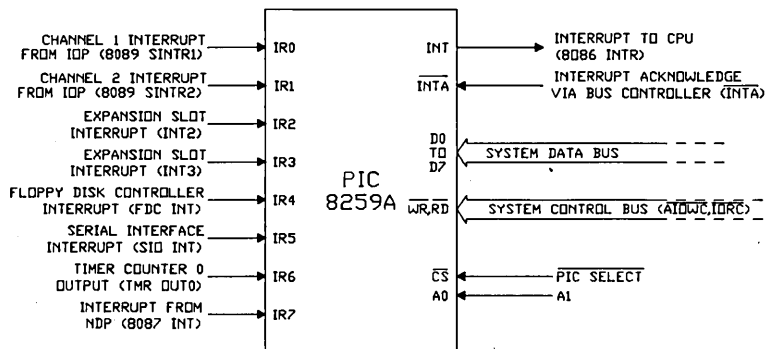 CHANNEL 1 INTERRUPT
FROM IOP (8089 SINTR1)
IR0
CHANNEL 2 INTERRUPT
FROM IOP (8089 SINTR2)
IR1
EXPANSION SLOT
INTERRUPT (INT2)
IR2
EXPANSION SLOT
INTERRUPT (INT3)
IR3
FLOPPY DISK CONTROLLER
INTERRUPT (FDC INT)
IR4
SERIAL INTERFACE
INTERRUPT (SIO INT)
IR5
TIMER COUNTER 0
OUTPUT (TMR OUT0)
IR6
INTERRUPT FROM
NDP (8087 INT)
IR7
PIC
8259A
INT
INTERRUPT TO CPU
(8086 INTR)
INTA
INTERRUPT ACKNOWLEDGE
VIA BUS CONTROLLER (INTA)
D0
TO
D7
SYSTEM DATA BUS
WR,RD
SYSTEM CONTROL BUS (AIOWC,IORC)
CS
PIC SELECT
A0
A1